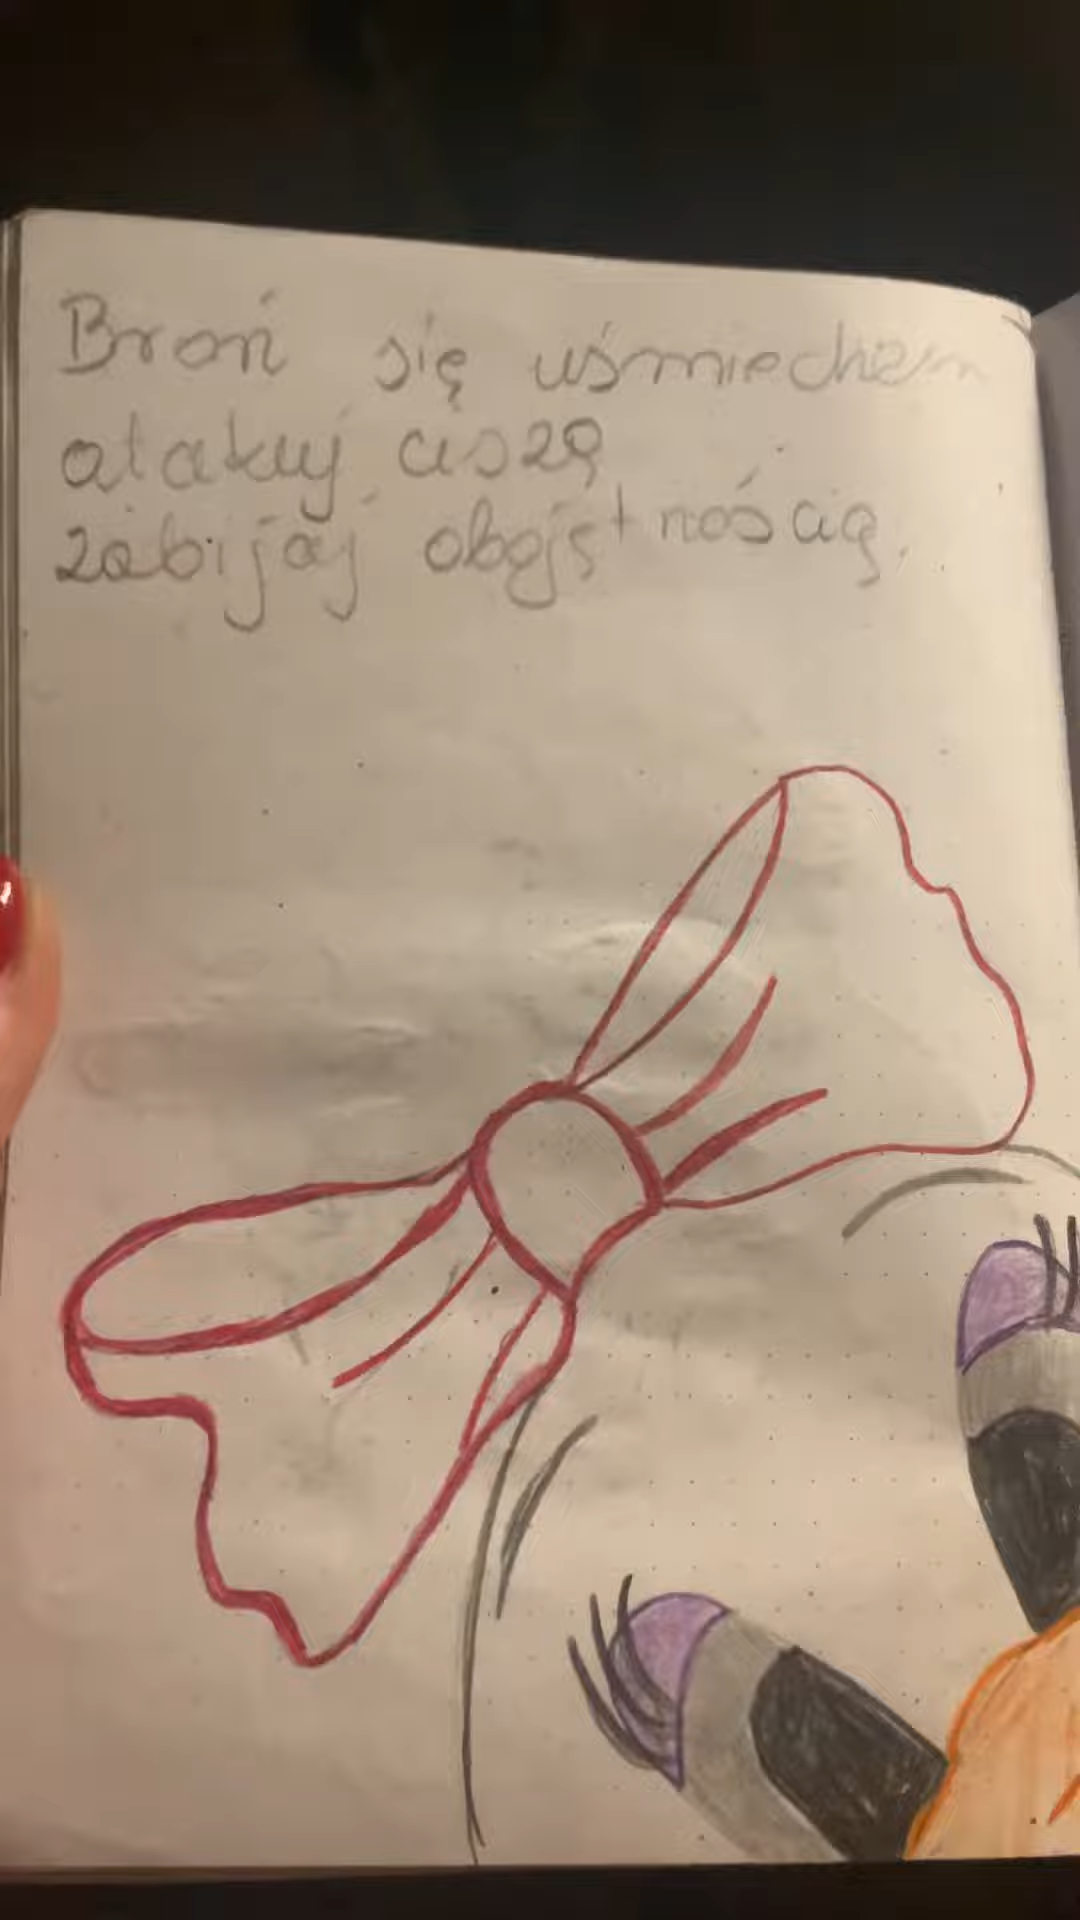 Broń się uśmiechem
atakuj ciszą
zabijaj obojętnością.